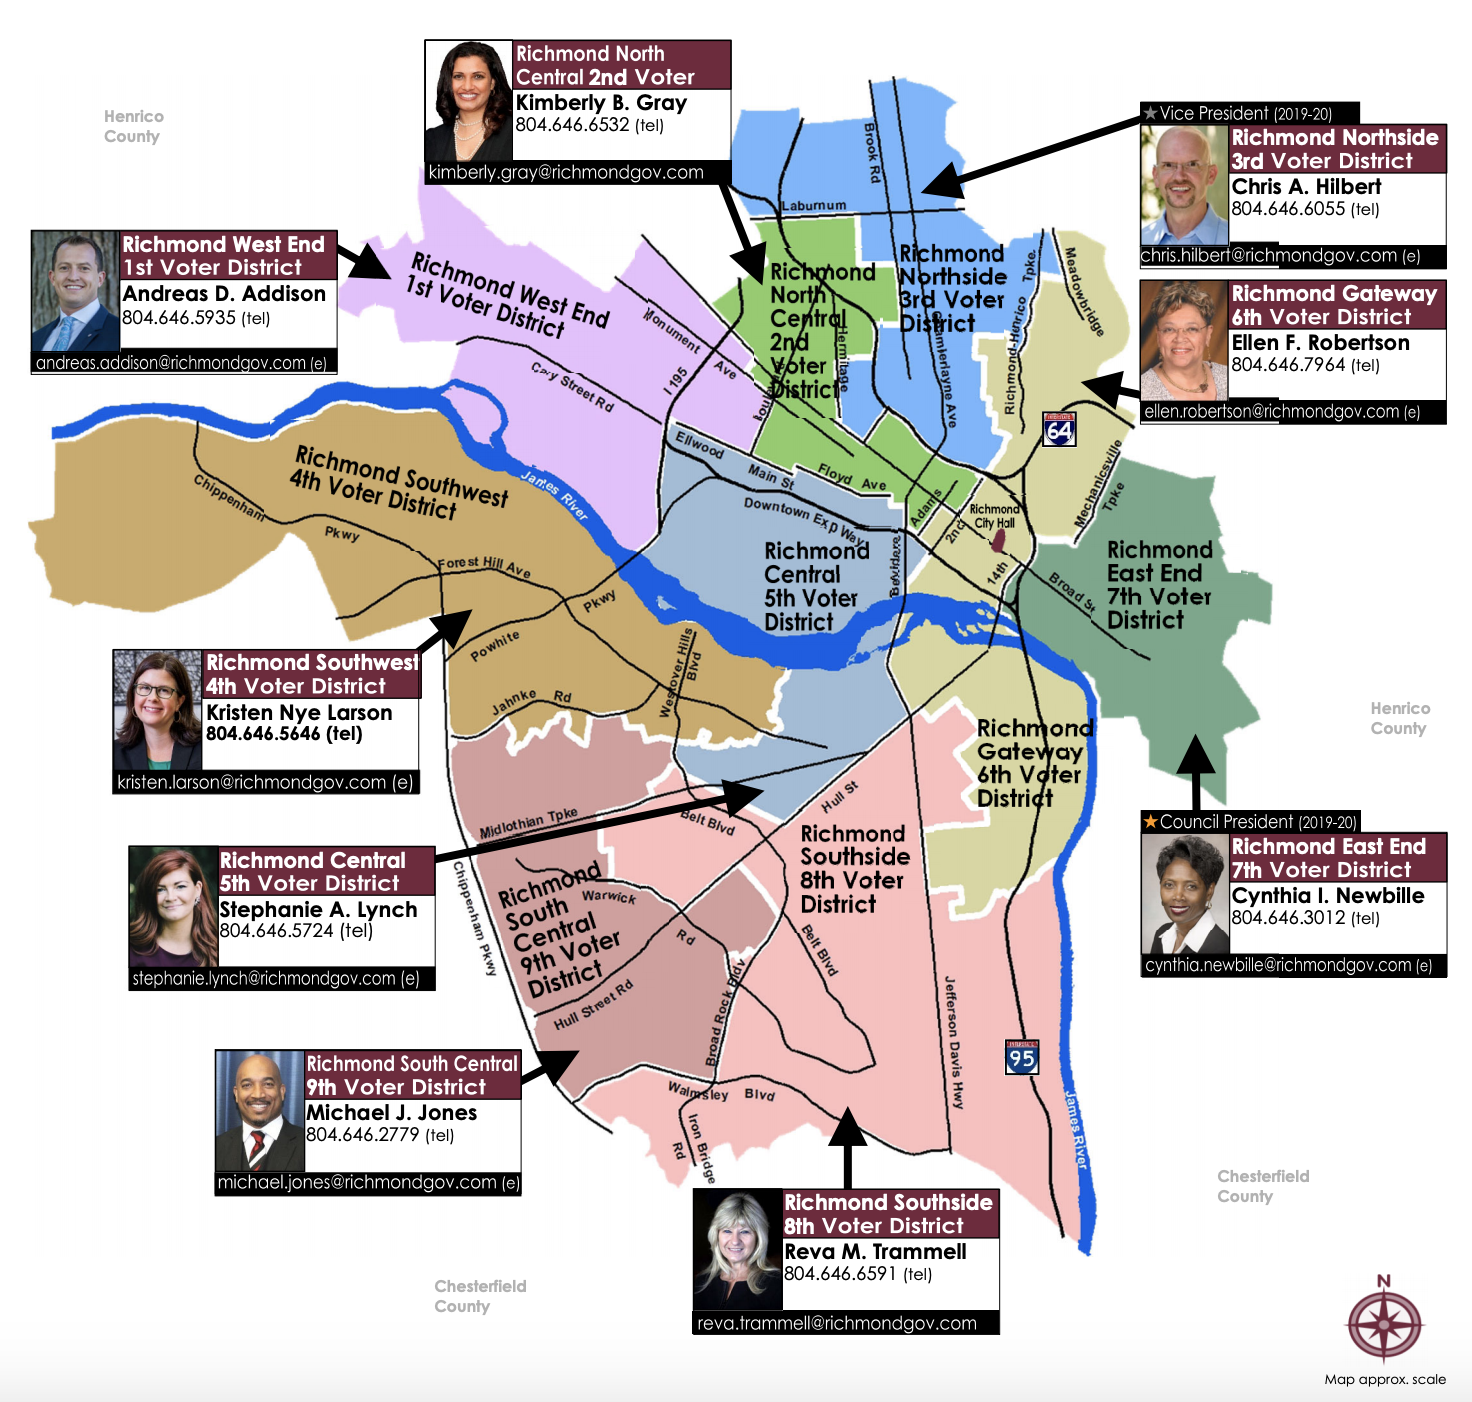 Richmond North
Central 2nd Voter
Kimberly B. Gray
804.646.6532 (tel)
kimberly.gray@richmondgov.com
★Vice President (2019-20)
Richmond Northside
3rd Voter District
Chris A. Hilbert
804.646.6055 (tel)
chris.hilbert@richmondgov.com (e)
Henrico
County
Richmond West End
1st Voter District
Andreas D. Addison
804.646.5935 (tel)
andreas.addison@richmondgov.com (e)
Richmond Gateway
6th Voter District
Ellen F. Robertson
804.646.7964 (tel)
ellen.robertson@richmondgov.com (e)
Brook Rd
Laburnum
Richmond West End
1st Voter District
Richmond
North
Central
2nd
Voter
District
Richmond
Northside
3rd Voter
District
Richmond-Henrico Tpke.
Meadowbridge
Monument Ave
Cary Street Rd
I 195
Hermitage
Chamberlayne Ave
64
Mechanicsville
Tpke
Ellwood
Main St
Floyd Ave
Downtown Exp Way
Adams
2nd
14th
Belvidere
Richmond
City Hall
Broad St
Richmond Southwest
4th Voter District
James River
Chippenham
Pkwy
Forest Hill Ave
Powhite
Pkwy
Jahnke Rd
Westover Hills
Blvd
Richmond
Central
5th Voter
District
Richmond
East End
7th Voter
District
Richmond Southwest
4th Voter District
Kristen Nye Larson
804.646.5646 (tel)
kristen.larson@richmondgov.com (e)
Henrico
County
Richmond
Gateway
6th Voter
District
Hull St
Midlothian Tpke
Belt Blvd
Richmond
Southside
8th Voter
District
★Council President (2019-20)
Richmond East End
7th Voter District
Cynthia I. Newbille
804.646.3012 (tel)
cynthia.newbille@richmondgov.com (e)
Richmond Central
5th Voter District
Stephanie A. Lynch
804.646.5724 (tel)
stephanie.lynch@richmondgov.com (e)
Chippenham Pkwy
Richmond
South
Central
9th Voter
District
Warwick
Rd
Belt Blvd
Hull Street Rd
Broad Rock Bldv
Jefferson Davis Hwy
95
Richmond South Central
9th Voter District
Michael J. Jones
804.646.2779 (tel)
michael.jones@richmondgov.com (e)
Walmsley Blvd
Iron Bridge
Rd
James River
Richmond Southside
8th Voter District
Reva M. Trammell
804.646.6591 (tel)
reva.trammell@richmondgov.com
Chesterfield
County
Chesterfield
County
N
Map approx. scale